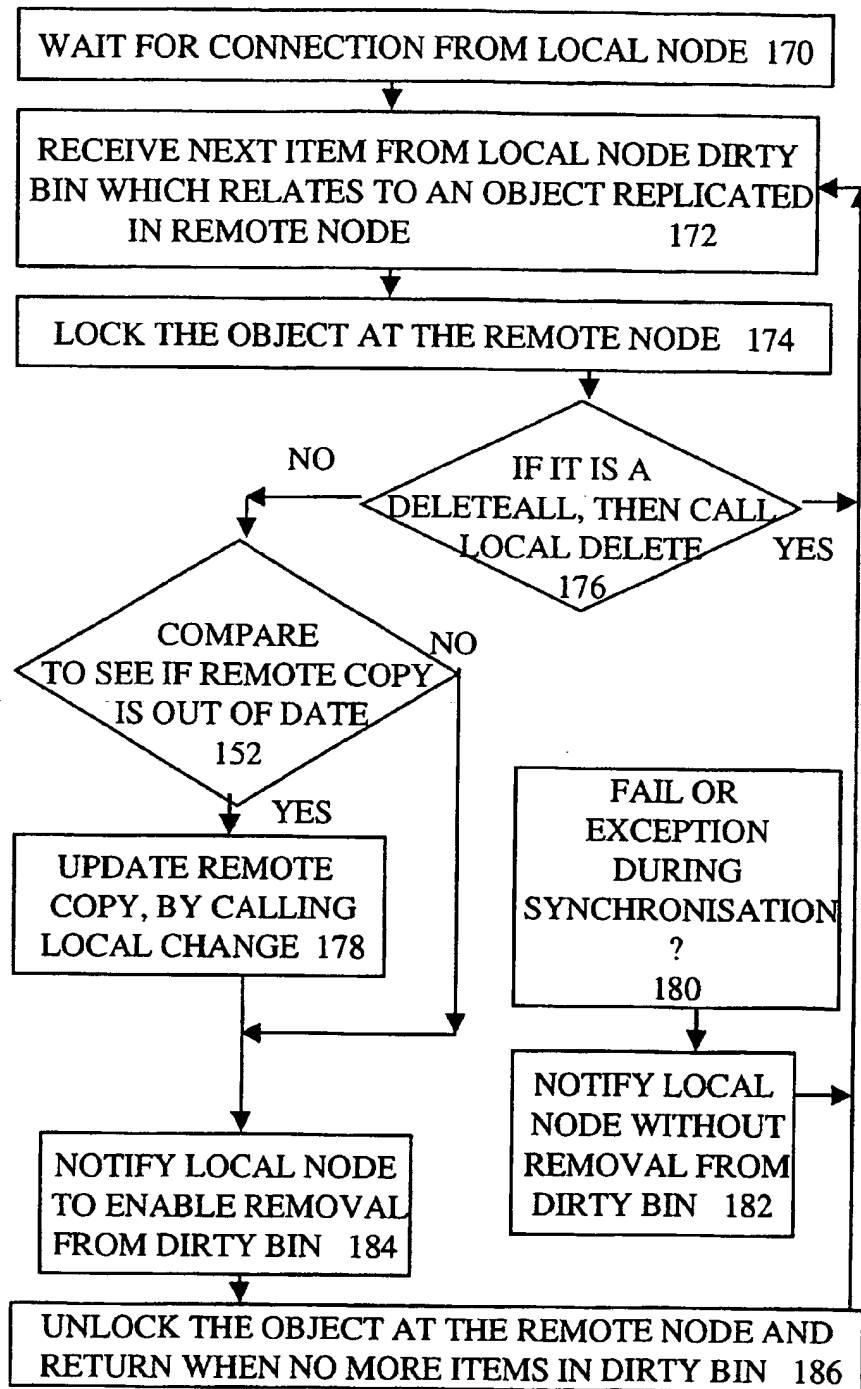 WAIT FOR CONNECTION FROM LOCAL NODE 170
RECEIVE NEXT ITEM FROM LOCAL NODE DIRTY
BIN WHICH RELATES TO AN OBJECT REPLICATED
IN REMOTE NODE 172
LOCK THE OBJECT AT THE REMOTE NODE 174
NO
IF IT IS A
DELETEALL, THEN CALL
LOCAL DELETE
176
YES
COMPARE
TO SEE IF REMOTE COPY
IS OUT OF DATE
152
NO
YES
UPDATE REMOTE
COPY, BY CALLING
LOCAL CHANGE 178
FAIL OR
EXCEPTION
DURING
SYNCHRONISATION
?
180
NOTIFY LOCAL
NODE WITHOUT
REMOVAL FROM
DIRTY BIN 182
NOTIFY LOCAL NODE
TO ENABLE REMOVAL
FROM DIRTY BIN 184
UNLOCK THE OBJECT AT THE REMOTE NODE AND
RETURN WHEN NO MORE ITEMS IN DIRTY BIN 186